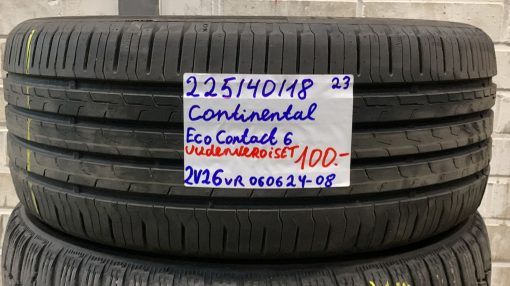 225/40/18 23
Continental
Eco Contact 6
UUdenVEROiSET 100.-
2V26 VR 060624-08